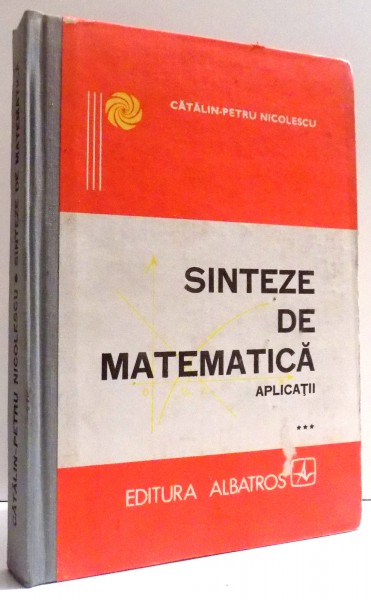 CĂTĂLIN-PETRU NICOLESCU
SINTEZE
DE
MATEMATICĂ
APLICAȚII
***
EDITURA ALBATROS
CĂTĂLIN-PETRU NICOLESCU • SINTEZE DE MATEMATICĂ